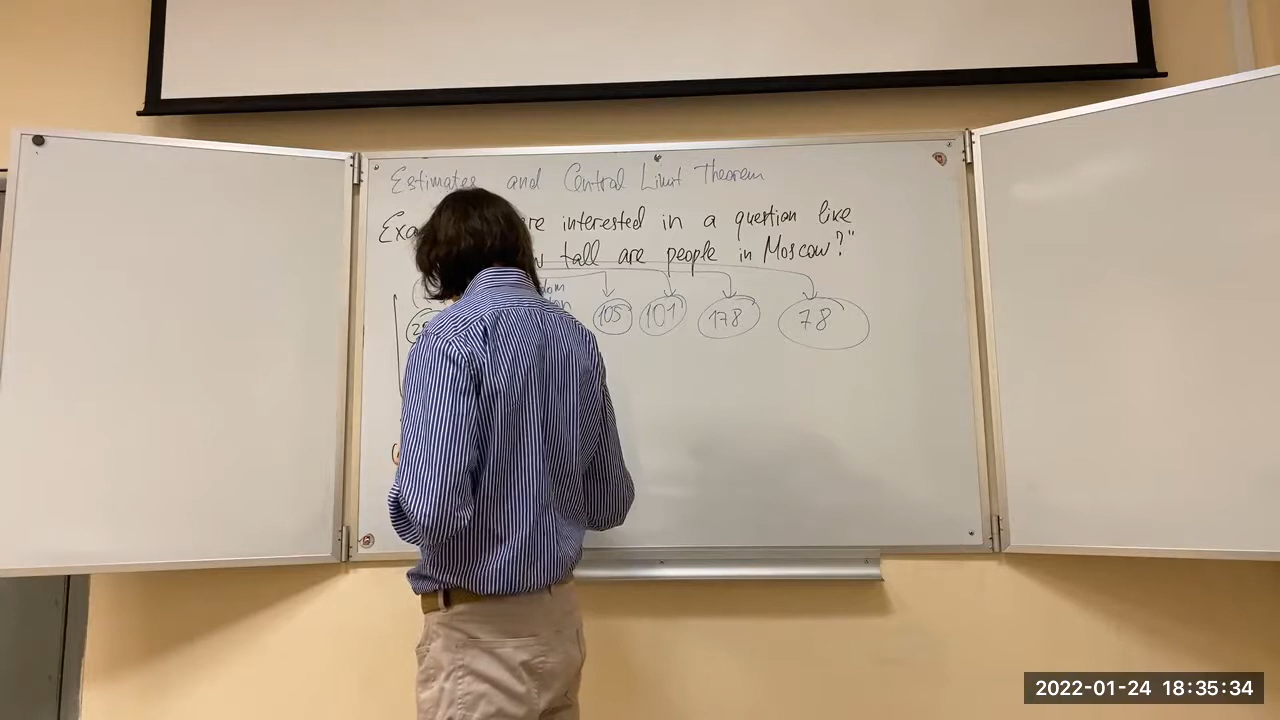 Estimates and Central Limit Theorem
are interested in a question like
tall are people in Moscow?"
105 101 178 78
2022-01-24 18:35:34